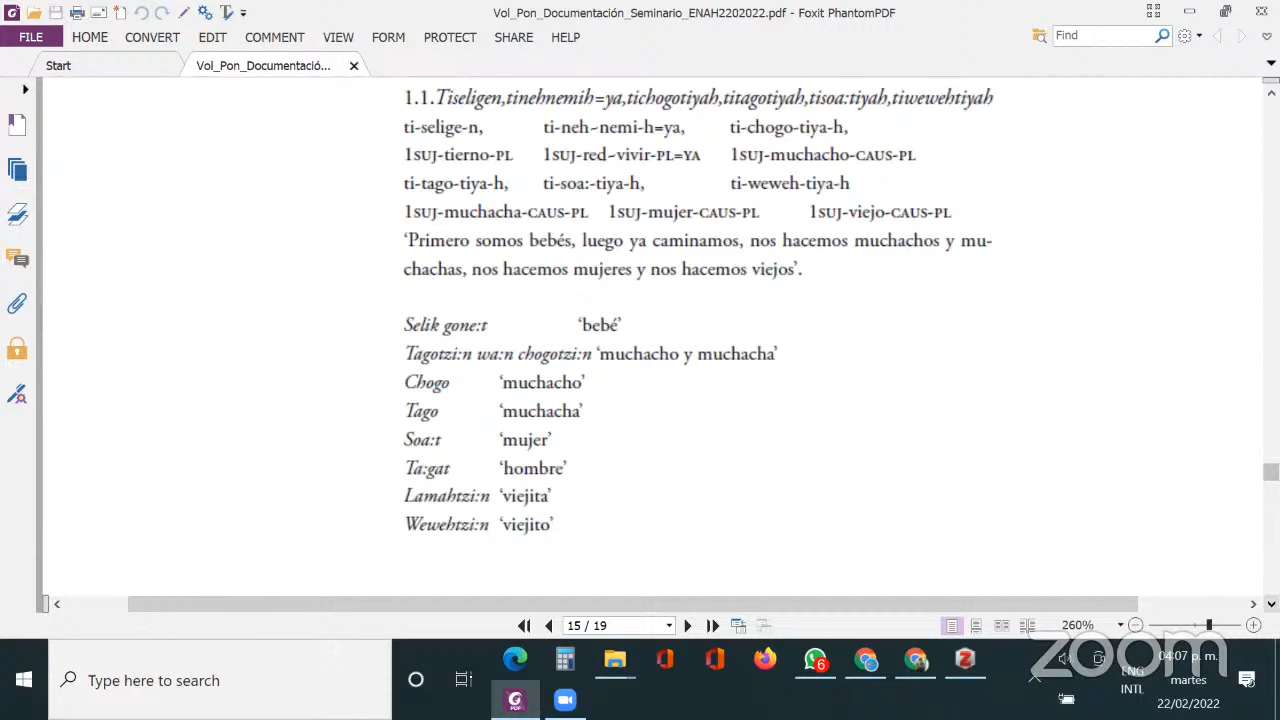 Vol_Pon_Documentación_Seminario_ENAH2202022.pdf - Foxit PhantomPDF
FILE HOME CONVERT EDIT COMMENT VIEW FORM PROTECT SHARE HELP Find
Start Vol_Pon_Documentació...
1.1.Tiseligen,tinehnemih=ya,tichogotiyah,titagotiyah,tisoa:tiyah,tiwewehtiyah
ti-selige-n, ti-neh~nemi-h=ya, ti-chogo-tiya-h,
1SUJ-tierno-PL 1SUJ-red~vivir-PL=YA 1SUJ-muchacho-CAUS-PL
ti-tago-tiya-h, ti-soa:-tiya-h, ti-weweh-tiya-h
1SUJ-muchacha-CAUS-PL 1SUJ-mujer-CAUS-PL 1SUJ-viejo-CAUS-PL
‘Primero somos bebés, luego ya caminamos, nos hacemos muchachos y mu-
chachas, nos hacemos mujeres y nos hacemos viejos’.
Selik gone:t ‘bebé’
Tagotzi:n wa:n chogotzi:n ‘muchacho y muchacha’
Chogo ‘muchacho’
Tago ‘muchacha’
Soa:t ‘mujer’
Ta:gat ‘hombre’
Lamahtzi:n ‘viejita’
Wewehtzi:n ‘viejito’
15 / 19 260%
zoom
Type here to search
6
ENG
INTL
04:07 p. m.
martes
22/02/2022